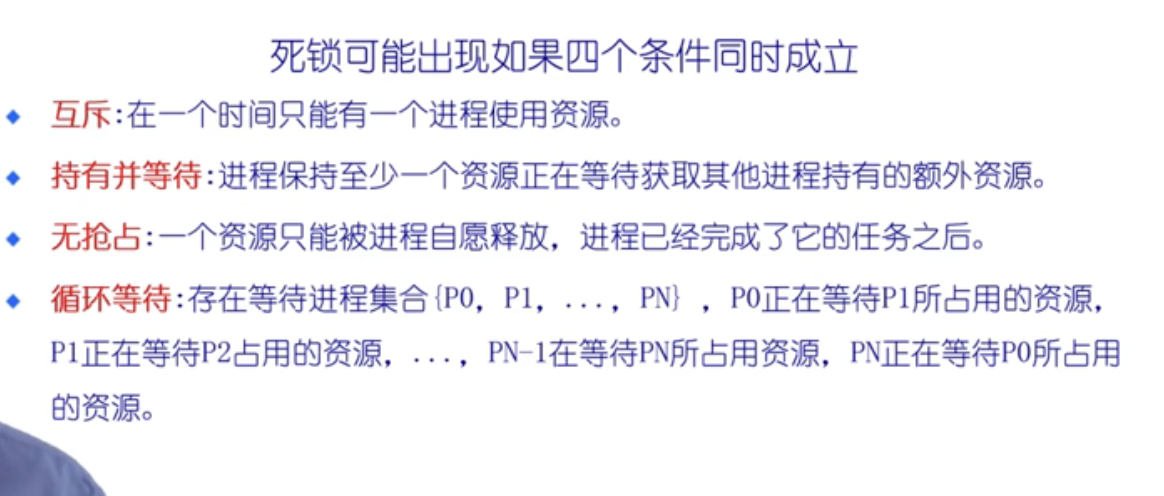 死锁可能出现如果四个条件同时成立
互斥:在一个时间只能有一个进程使用资源。
持有并等待:进程保持至少一个资源正在等待获取其他进程持有的额外资源。
无抢占:一个资源只能被进程自愿释放，进程已经完成了它的任务之后。
循环等待:存在等待进程集合{P0，P1，...，PN}，P0正在等待P1所占用的资源，
P1正在等待P2占用的资源，...，PN-1在等待PN所占用资源，PN正在等待P0所占用
的资源。